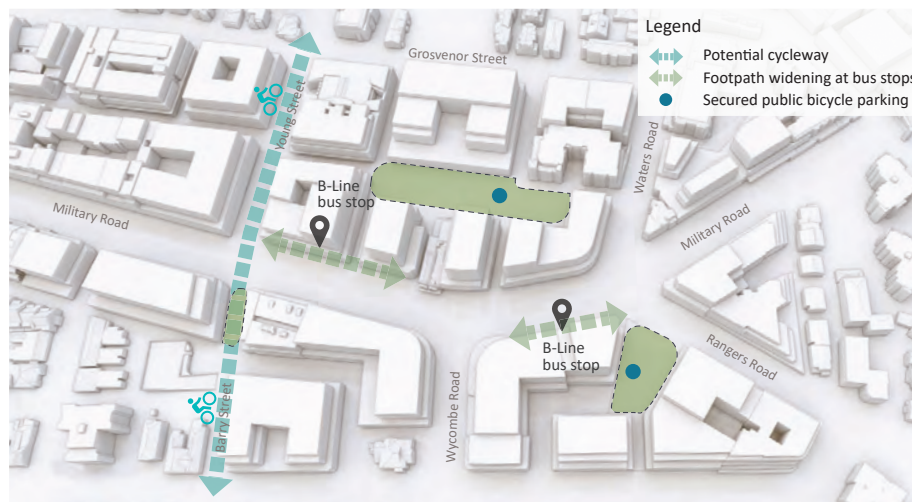 Legend
Potential cycleway
Footpath widening at bus stops
Secured public bicycle parking
Grosvenor Street
Young Street
Waters Road
B-Line
bus stop
Military Road
Military Road
B-Line
bus stop
Rangers Road
Wycombe Road
Barry Street